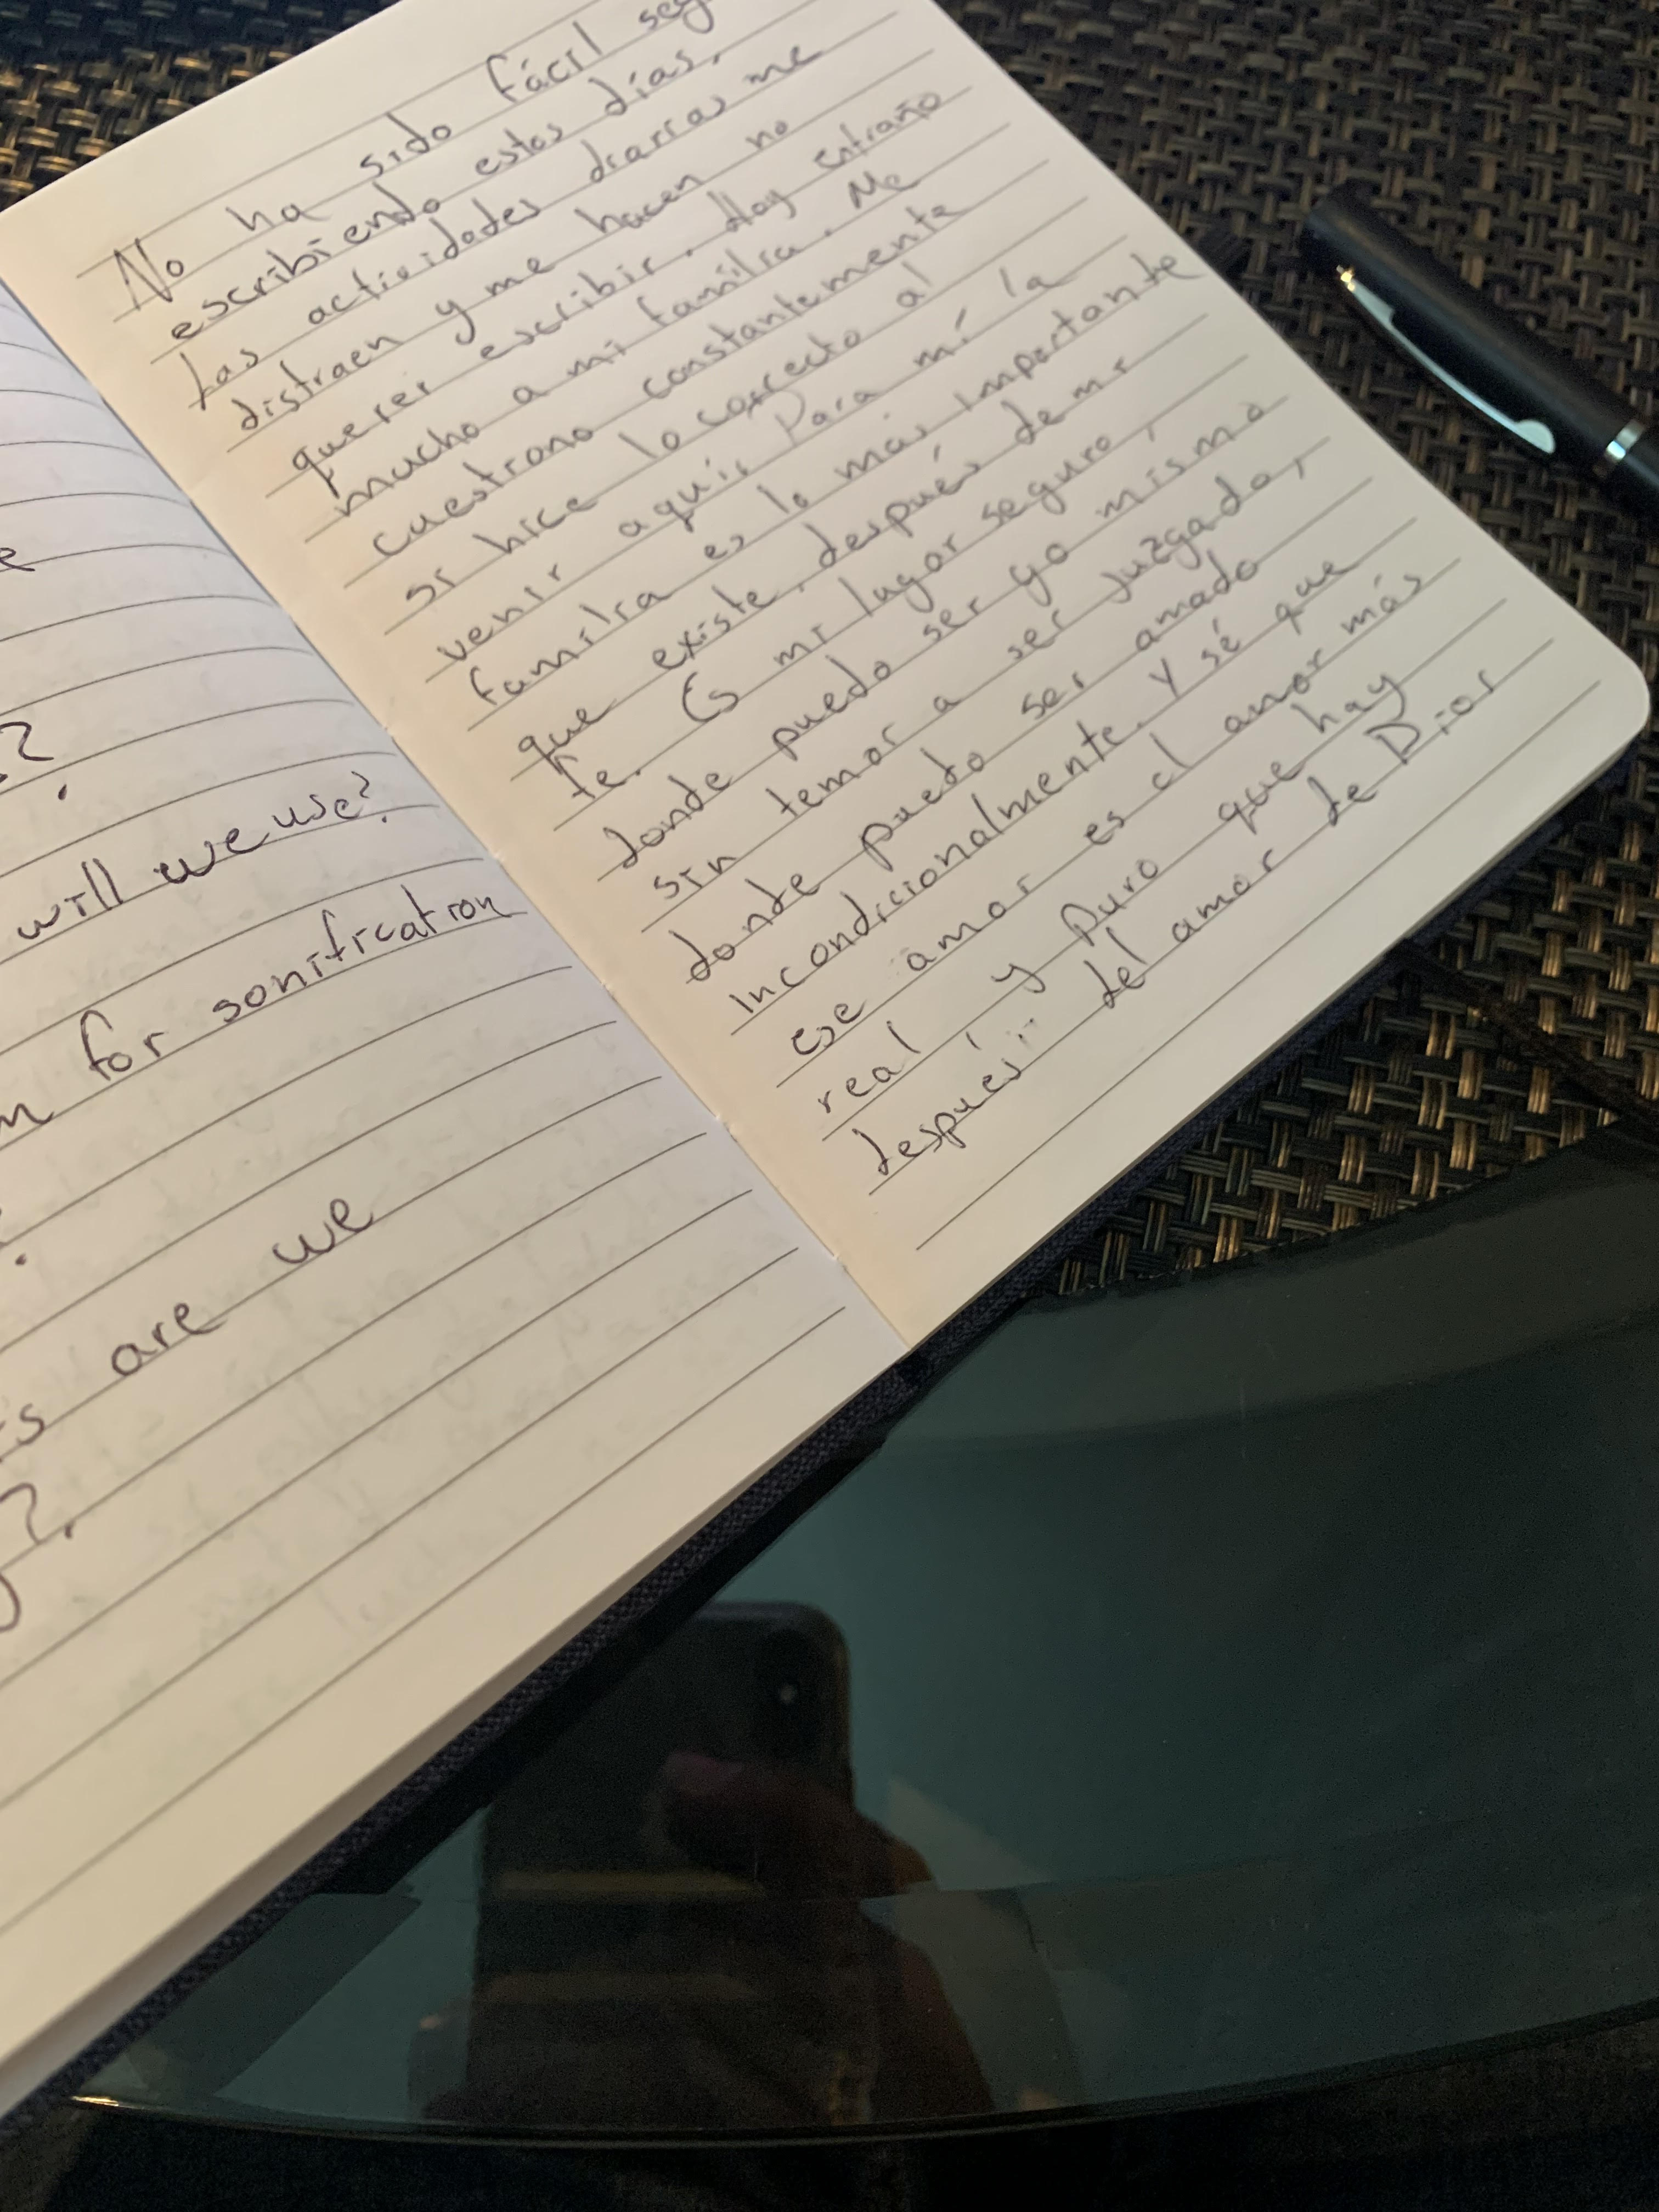 e
?
will we use?
for sonification
are we
?
No ha sido fácil seg
escribiendo estos días.
Las actividades diarias me
distraen y me hacen no
querer escribir. Hoy extraño
mucho a mi familia. Me
cuestiono constantemente
si hice lo correcto al
venir aquí. Para mí la
familia es lo más importante
que existe, después de mi
fe. Es mi lugar seguro,
donde puedo ser yo mismo
sin temor a ser juzgado,
donde puedo ser amado
incondicionalmente. Y sé que
ese amor es el amor más
real y puro que hay
después del amor de Dios